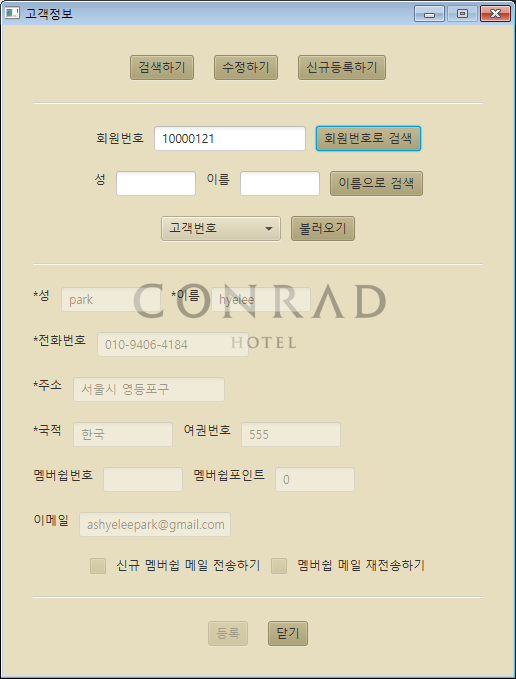 고객정보
검색하기 수정하기 신규등록하기
회원번호 10000121 회원번호로 검색
성 이름 이름으로 검색
고객번호 불러오기
*성 park *이름 hyelee
CONRAD
*전화번호 010-9406-4184
HOTEL
*주소 서울시 영등포구
*국적 한국 여권번호 555
멤버쉽번호 멤버쉽포인트 0
이메일 ashyeleepark@gmail.com
신규 멤버쉽 메일 전송하기 멤버쉽 메일 재전송하기
등록 닫기